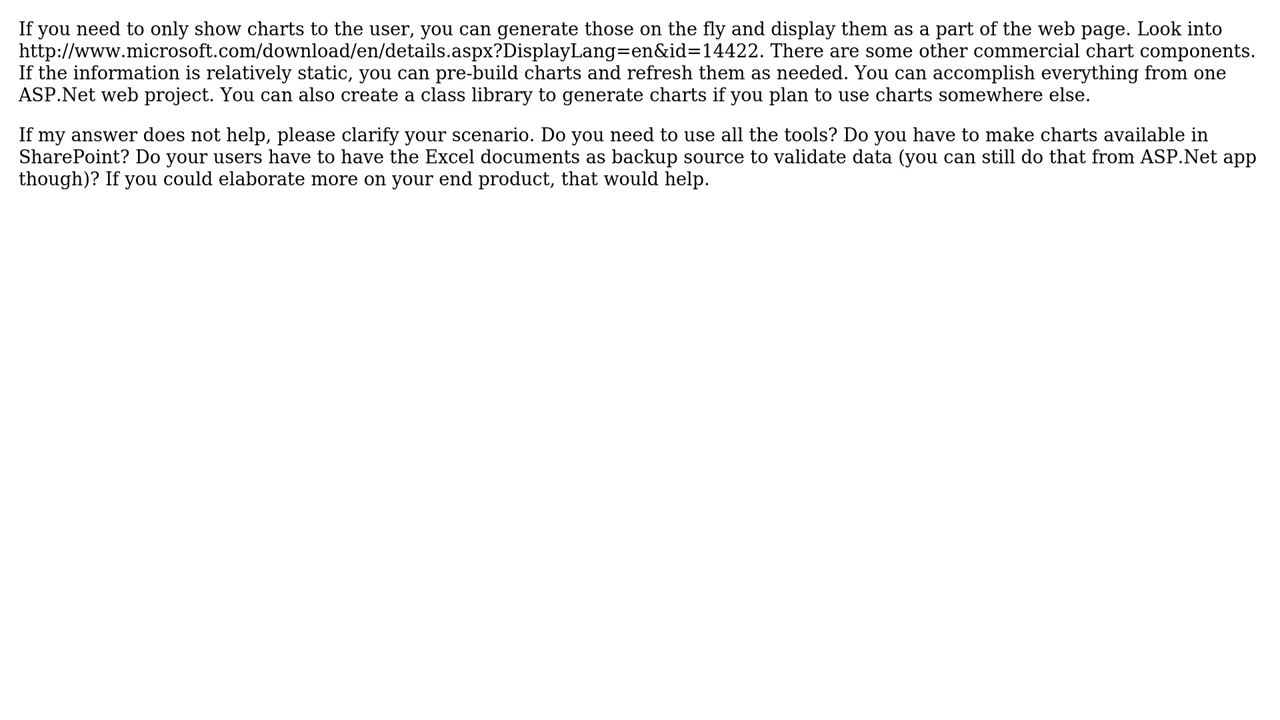 If you need to only show charts to the user, you can generate those on the fly and display them as a part of the web page. Look into
http://www.microsoft.com/download/en/details.aspx?DisplayLang=en&id=14422. There are some other commercial chart components.
If the information is relatively static, you can pre-build charts and refresh them as needed. You can accomplish everything from one
ASP.Net web project. You can also create a class library to generate charts if you plan to use charts somewhere else.
If my answer does not help, please clarify your scenario. Do you need to use all the tools? Do you have to make charts available in
SharePoint? Do your users have to have the Excel documents as backup source to validate data (you can still do that from ASP.Net app
though)? If you could elaborate more on your end product, that would help.